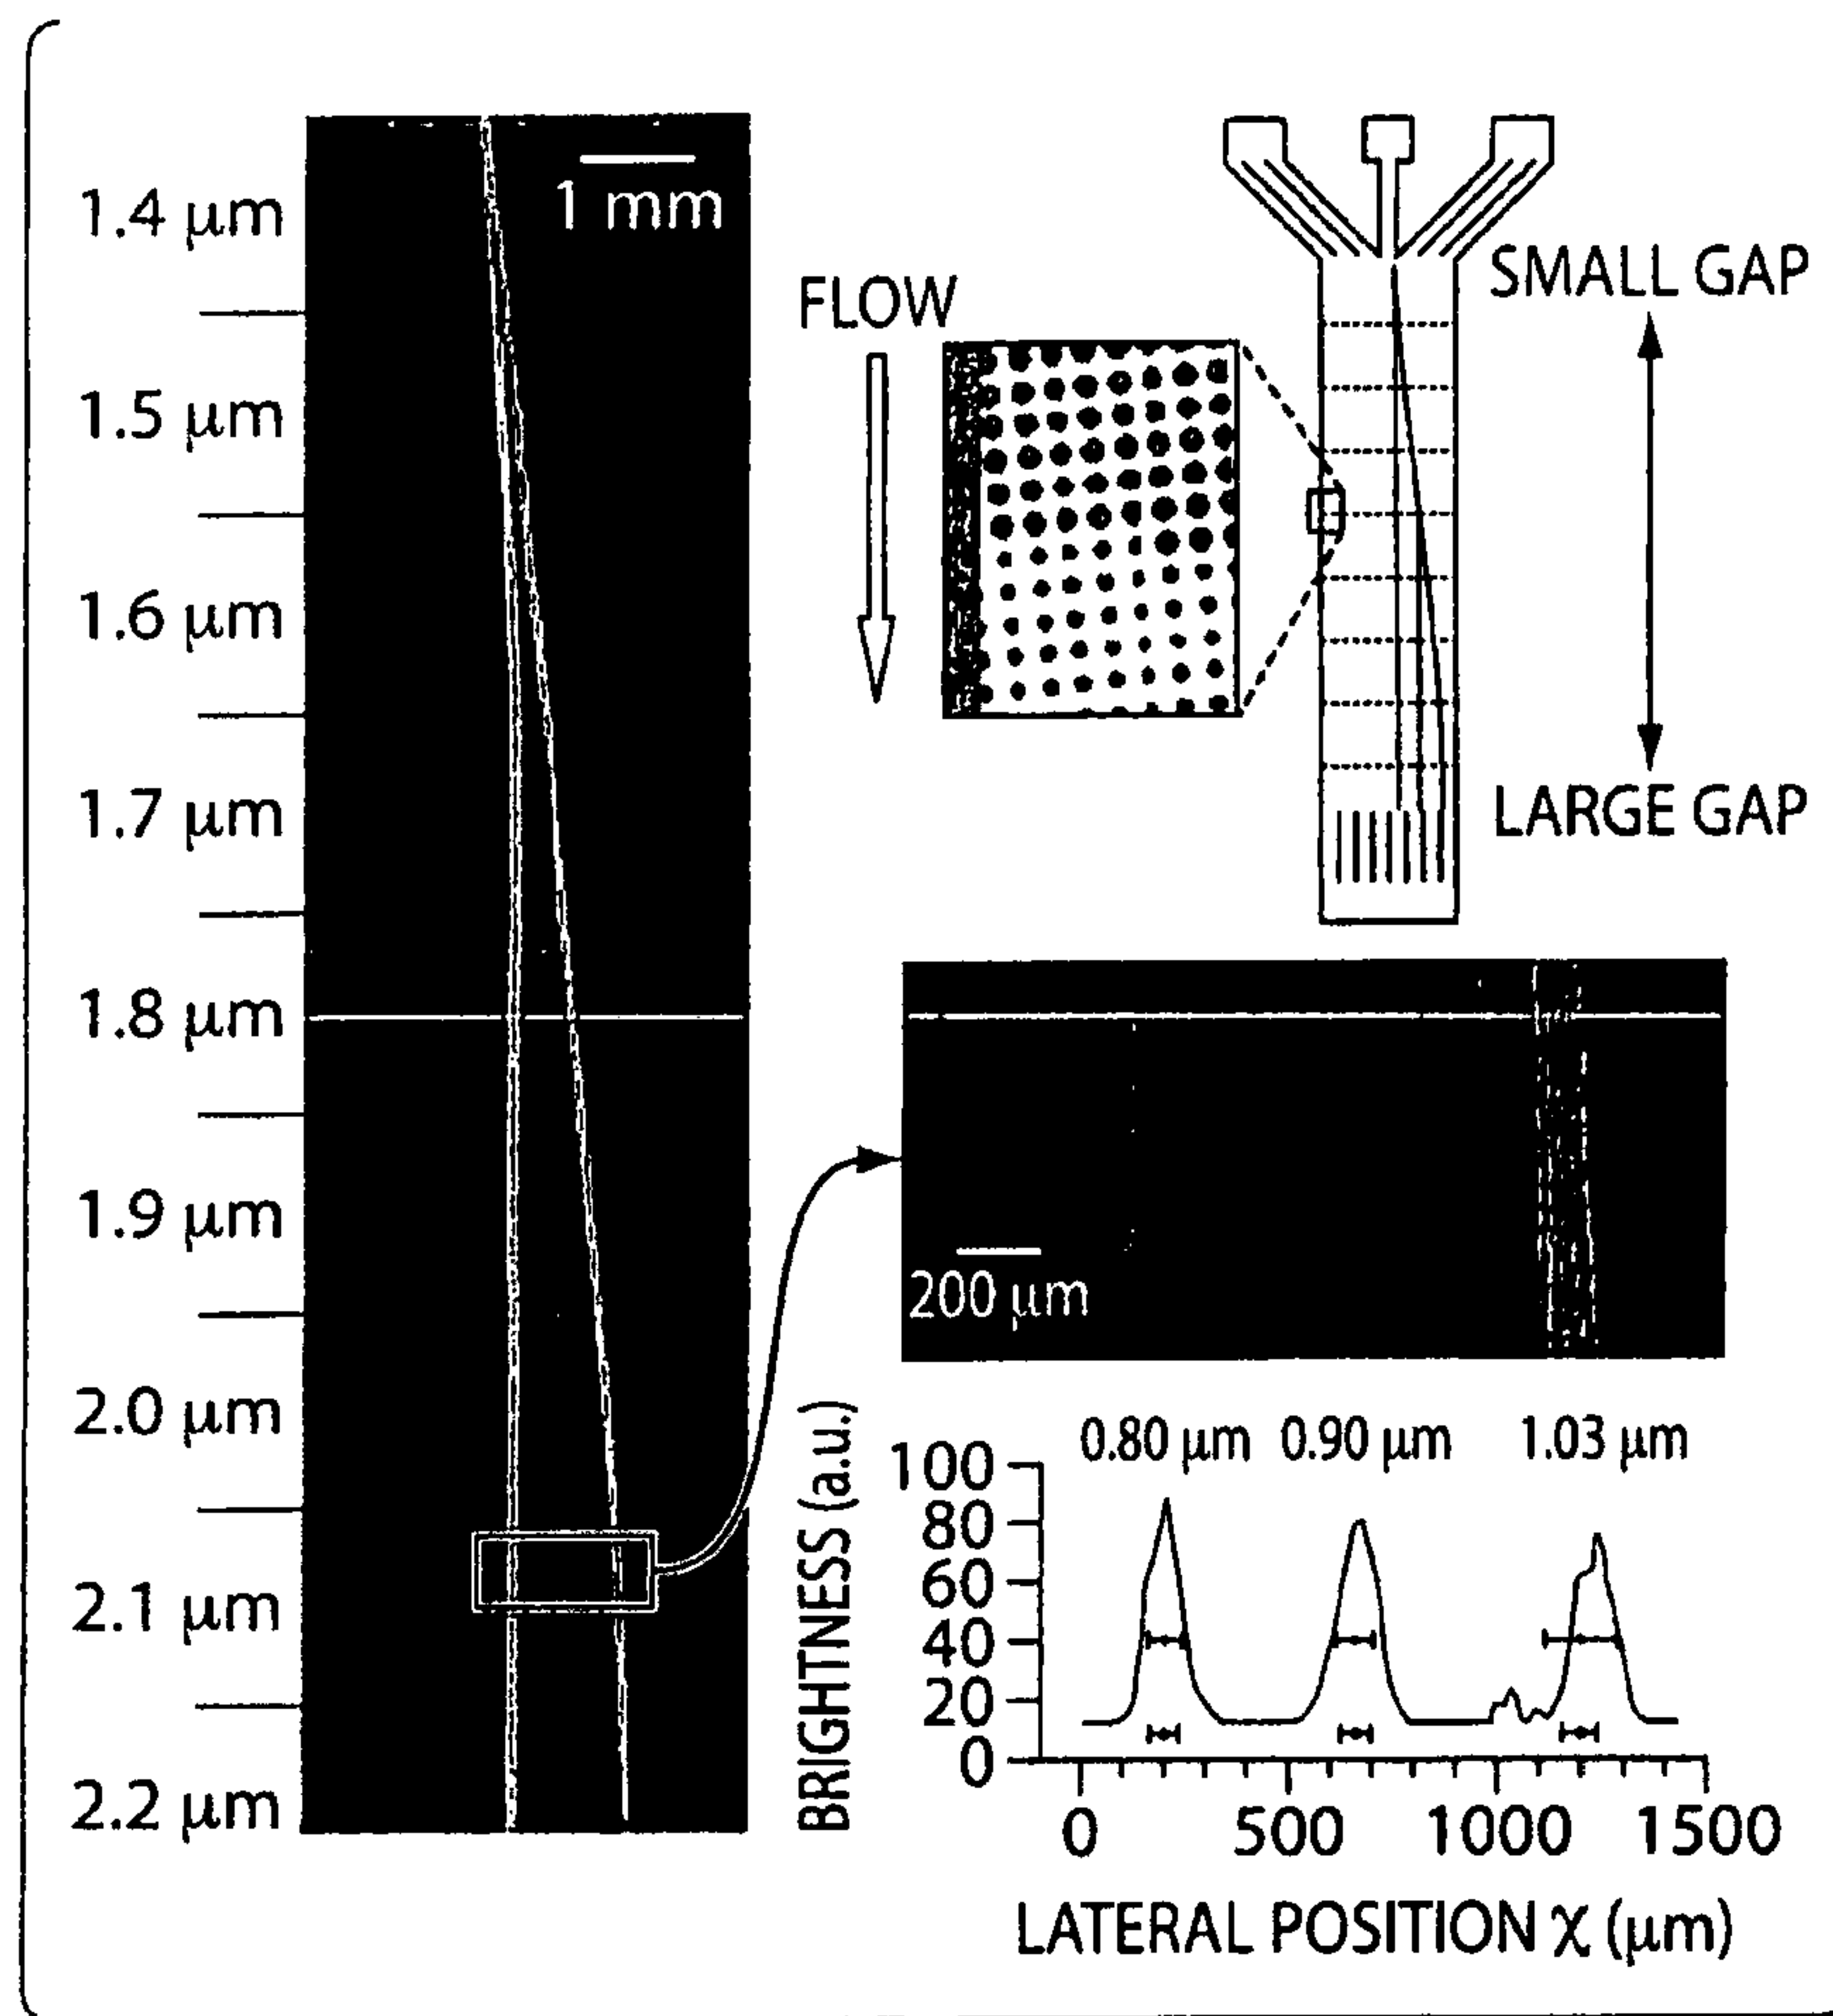 1 mm
1.4 μm
1.5 μm
1.6 μm
1.7 μm
1.8 μm
1.9 μm
2.0 μm
2.1 μm
2.2 μm
FLOW
SMALL GAP
LARGE GAP
200 μm
0.80 μm 0.90 μm 1.03 μm
BRIGHTNESS (a.u.)
100
80
60
40
20
0
0 500 1000 1500
LATERAL POSITION χ (μm)